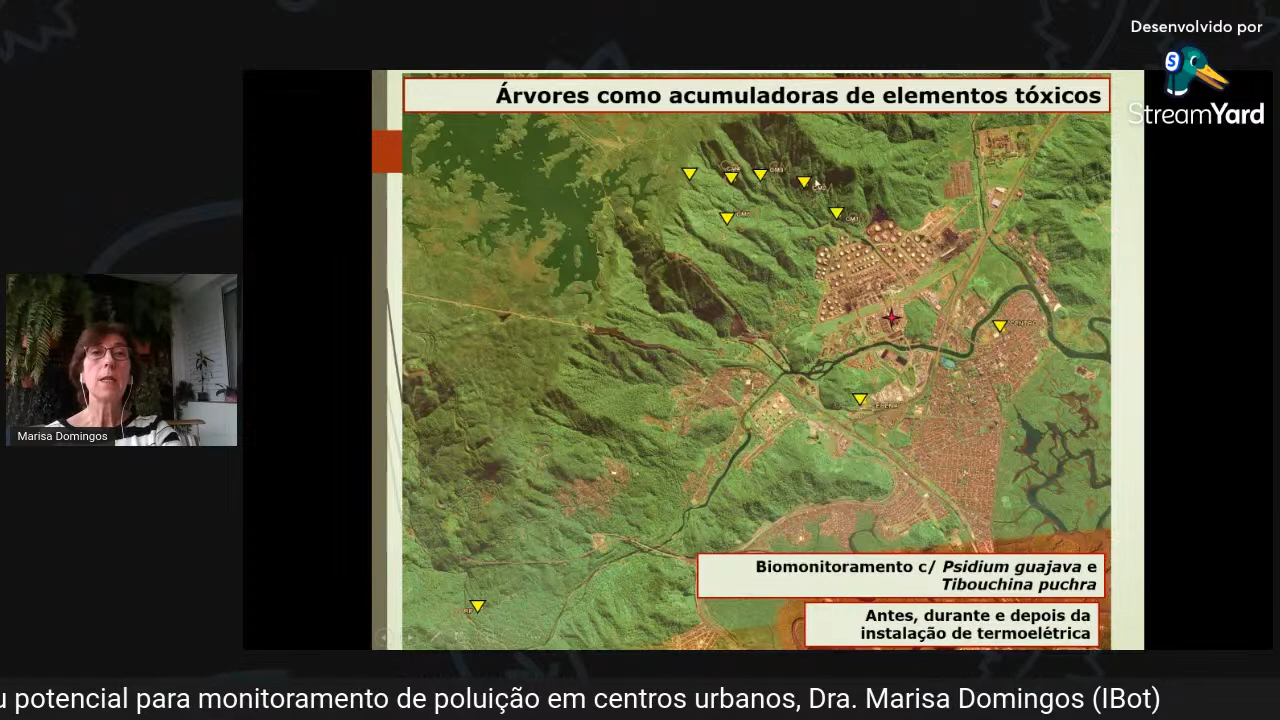 Desenvolvido por
S
StreamYard
Árvores como acumuladoras de elementos tóxicos
CM1
Marisa Domingos
Biomonitoramento c/ Psidium guajava e
Tibouchina puchra
Antes, durante e depois da
instalação de termoelétrica
u potencial para monitoramento de poluição em centros urbanos, Dra. Marisa Domingos (IBot)